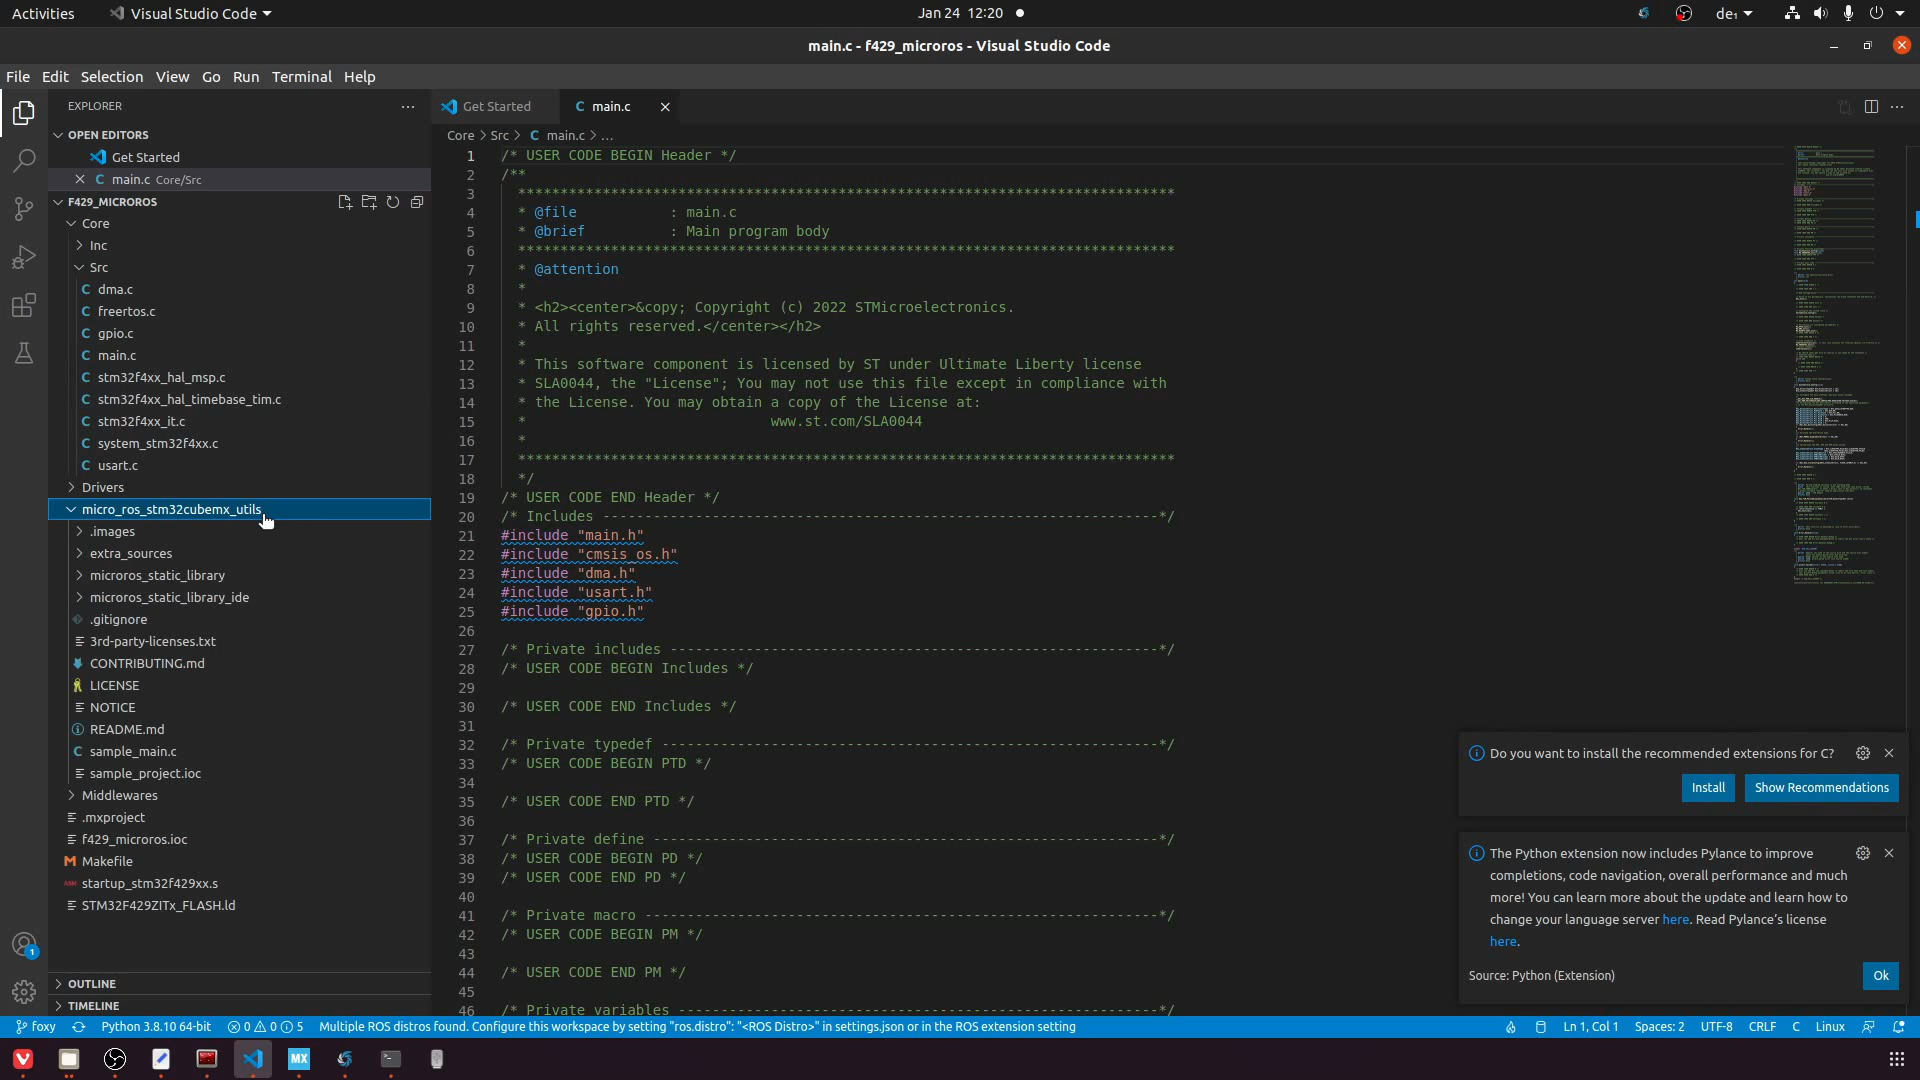 Activities Visual Studio Code Jan 24 12:20 de₁
main.c - f429_microros - Visual Studio Code
File Edit Selection View Go Run Terminal Help
EXPLORER
OPEN EDITORS
Get Started
main.c Core/Src
F429_MICROROS
Core
Inc
Src
dma.c
freertos.c
gpio.c
main.c
stm32f4xx_hal_msp.c
stm32f4xx_hal_timebase_tim.c
stm32f4xx_it.c
system_stm32f4xx.c
usart.c
Drivers
micro_ros_stm32cubemx_utils
.images
extra_sources
microros_static_library
microros_static_library_ide
.gitignore
3rd-party-licenses.txt
CONTRIBUTING.md
LICENSE
NOTICE
README.md
sample_main.c
sample_project.ioc
Middlewares
.mxproject
f429_microros.ioc
Makefile
startup_stm32f429xx.s
STM32F429ZITx_FLASH.ld
OUTLINE
TIMELINE
Get Started main.c
Core > Src > C main.c > ...
1 /* USER CODE BEGIN Header */
2 /**
3 ******************************************************************************
4 * @file : main.c
5 * @brief : Main program body
6 ******************************************************************************
7 * @attention
8 *
9 * <h2><center>&copy; Copyright (c) 2022 STMicroelectronics.
10 * All rights reserved.</center></h2>
11 *
12 * This software component is licensed by ST under Ultimate Liberty license
13 * SLA0044, the "License"; You may not use this file except in compliance with
14 * the License. You may obtain a copy of the License at:
15 * www.st.com/SLA0044
16 *
17 ******************************************************************************
18 */
19 /* USER CODE END Header */
20 /* Includes ------------------------------------------------------------------*/
21 #include "main.h"
22 #include "cmsis_os.h"
23 #include "dma.h"
24 #include "usart.h"
25 #include "gpio.h"
26
27 /* Private includes ----------------------------------------------------------*/
28 /* USER CODE BEGIN Includes */
29
30 /* USER CODE END Includes */
31
32 /* Private typedef -----------------------------------------------------------*/
33 /* USER CODE BEGIN PTD */
34
35 /* USER CODE END PTD */
36
37 /* Private define ------------------------------------------------------------*/
38 /* USER CODE BEGIN PD */
39 /* USER CODE END PD */
40
41 /* Private macro -------------------------------------------------------------*/
42 /* USER CODE BEGIN PM */
43
44 /* USER CODE END PM */
45
46 /* Private variables ---------------------------------------------------------*/
Do you want to install the recommended extensions for C?
Install Show Recommendations
The Python extension now includes Pylance to improve
completions, code navigation, overall performance and much
more! You can learn more about the update and learn how to
change your language server here. Read Pylance's license
here.
Source: Python (Extension) Ok
1
foxy Python 3.8.10 64-bit 0 0 5 Multiple ROS distros found. Configure this workspace by setting "ros.distro": "<ROS Distro>" in settings.json or in the ROS extension setting Ln 1, Col 1 Spaces: 2 UTF-8 CRLF C Linux
MX